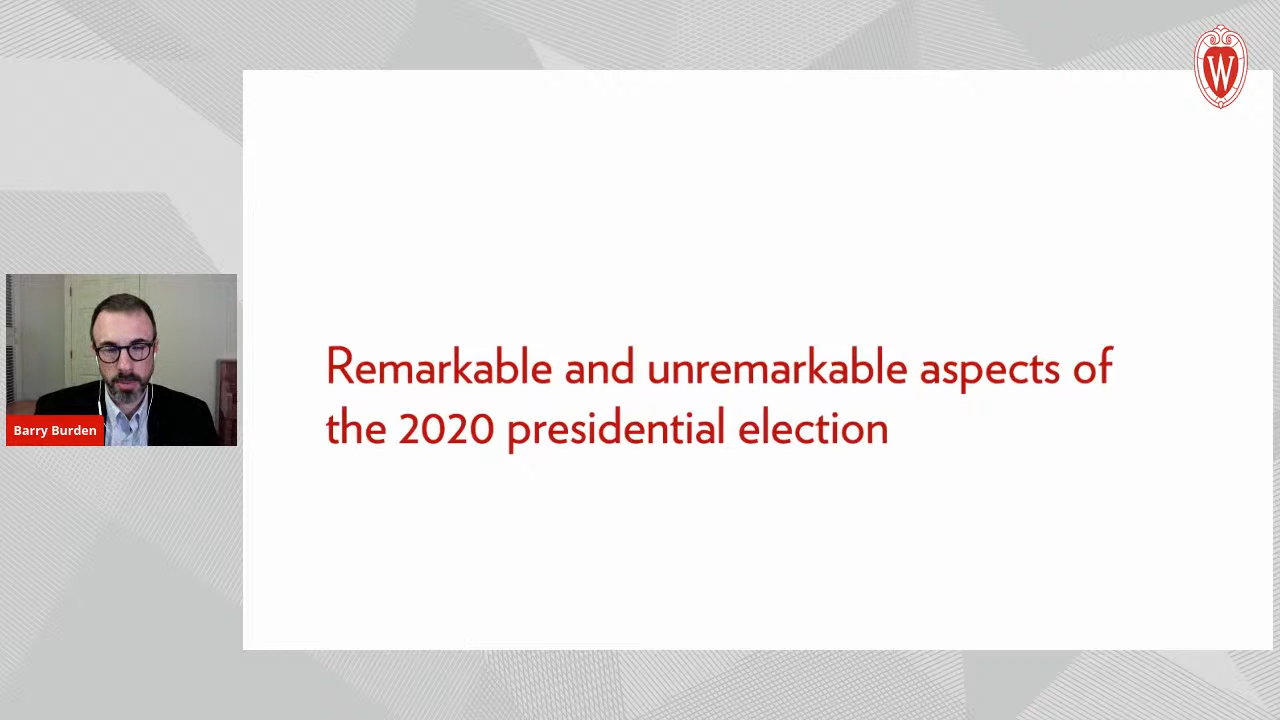 W
Remarkable and unremarkable aspects of
the 2020 presidential election
Barry Burden